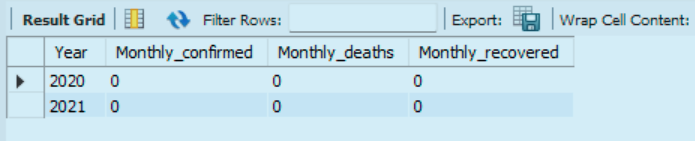 Result Grid Filter Rows: Export: Wrap Cell Content:
Year Monthly_confirmed Monthly_deaths Monthly_recovered
2020 0 0 0
2021 0 0 0